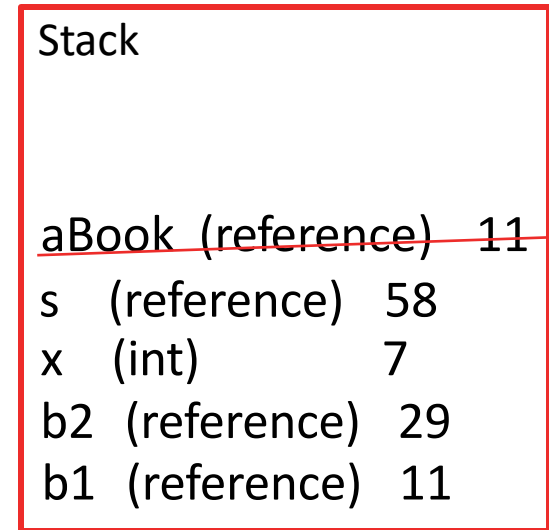 Stack
aBook (reference) 11
s (reference) 58
x (int) 7
b2 (reference) 29
b1 (reference) 11